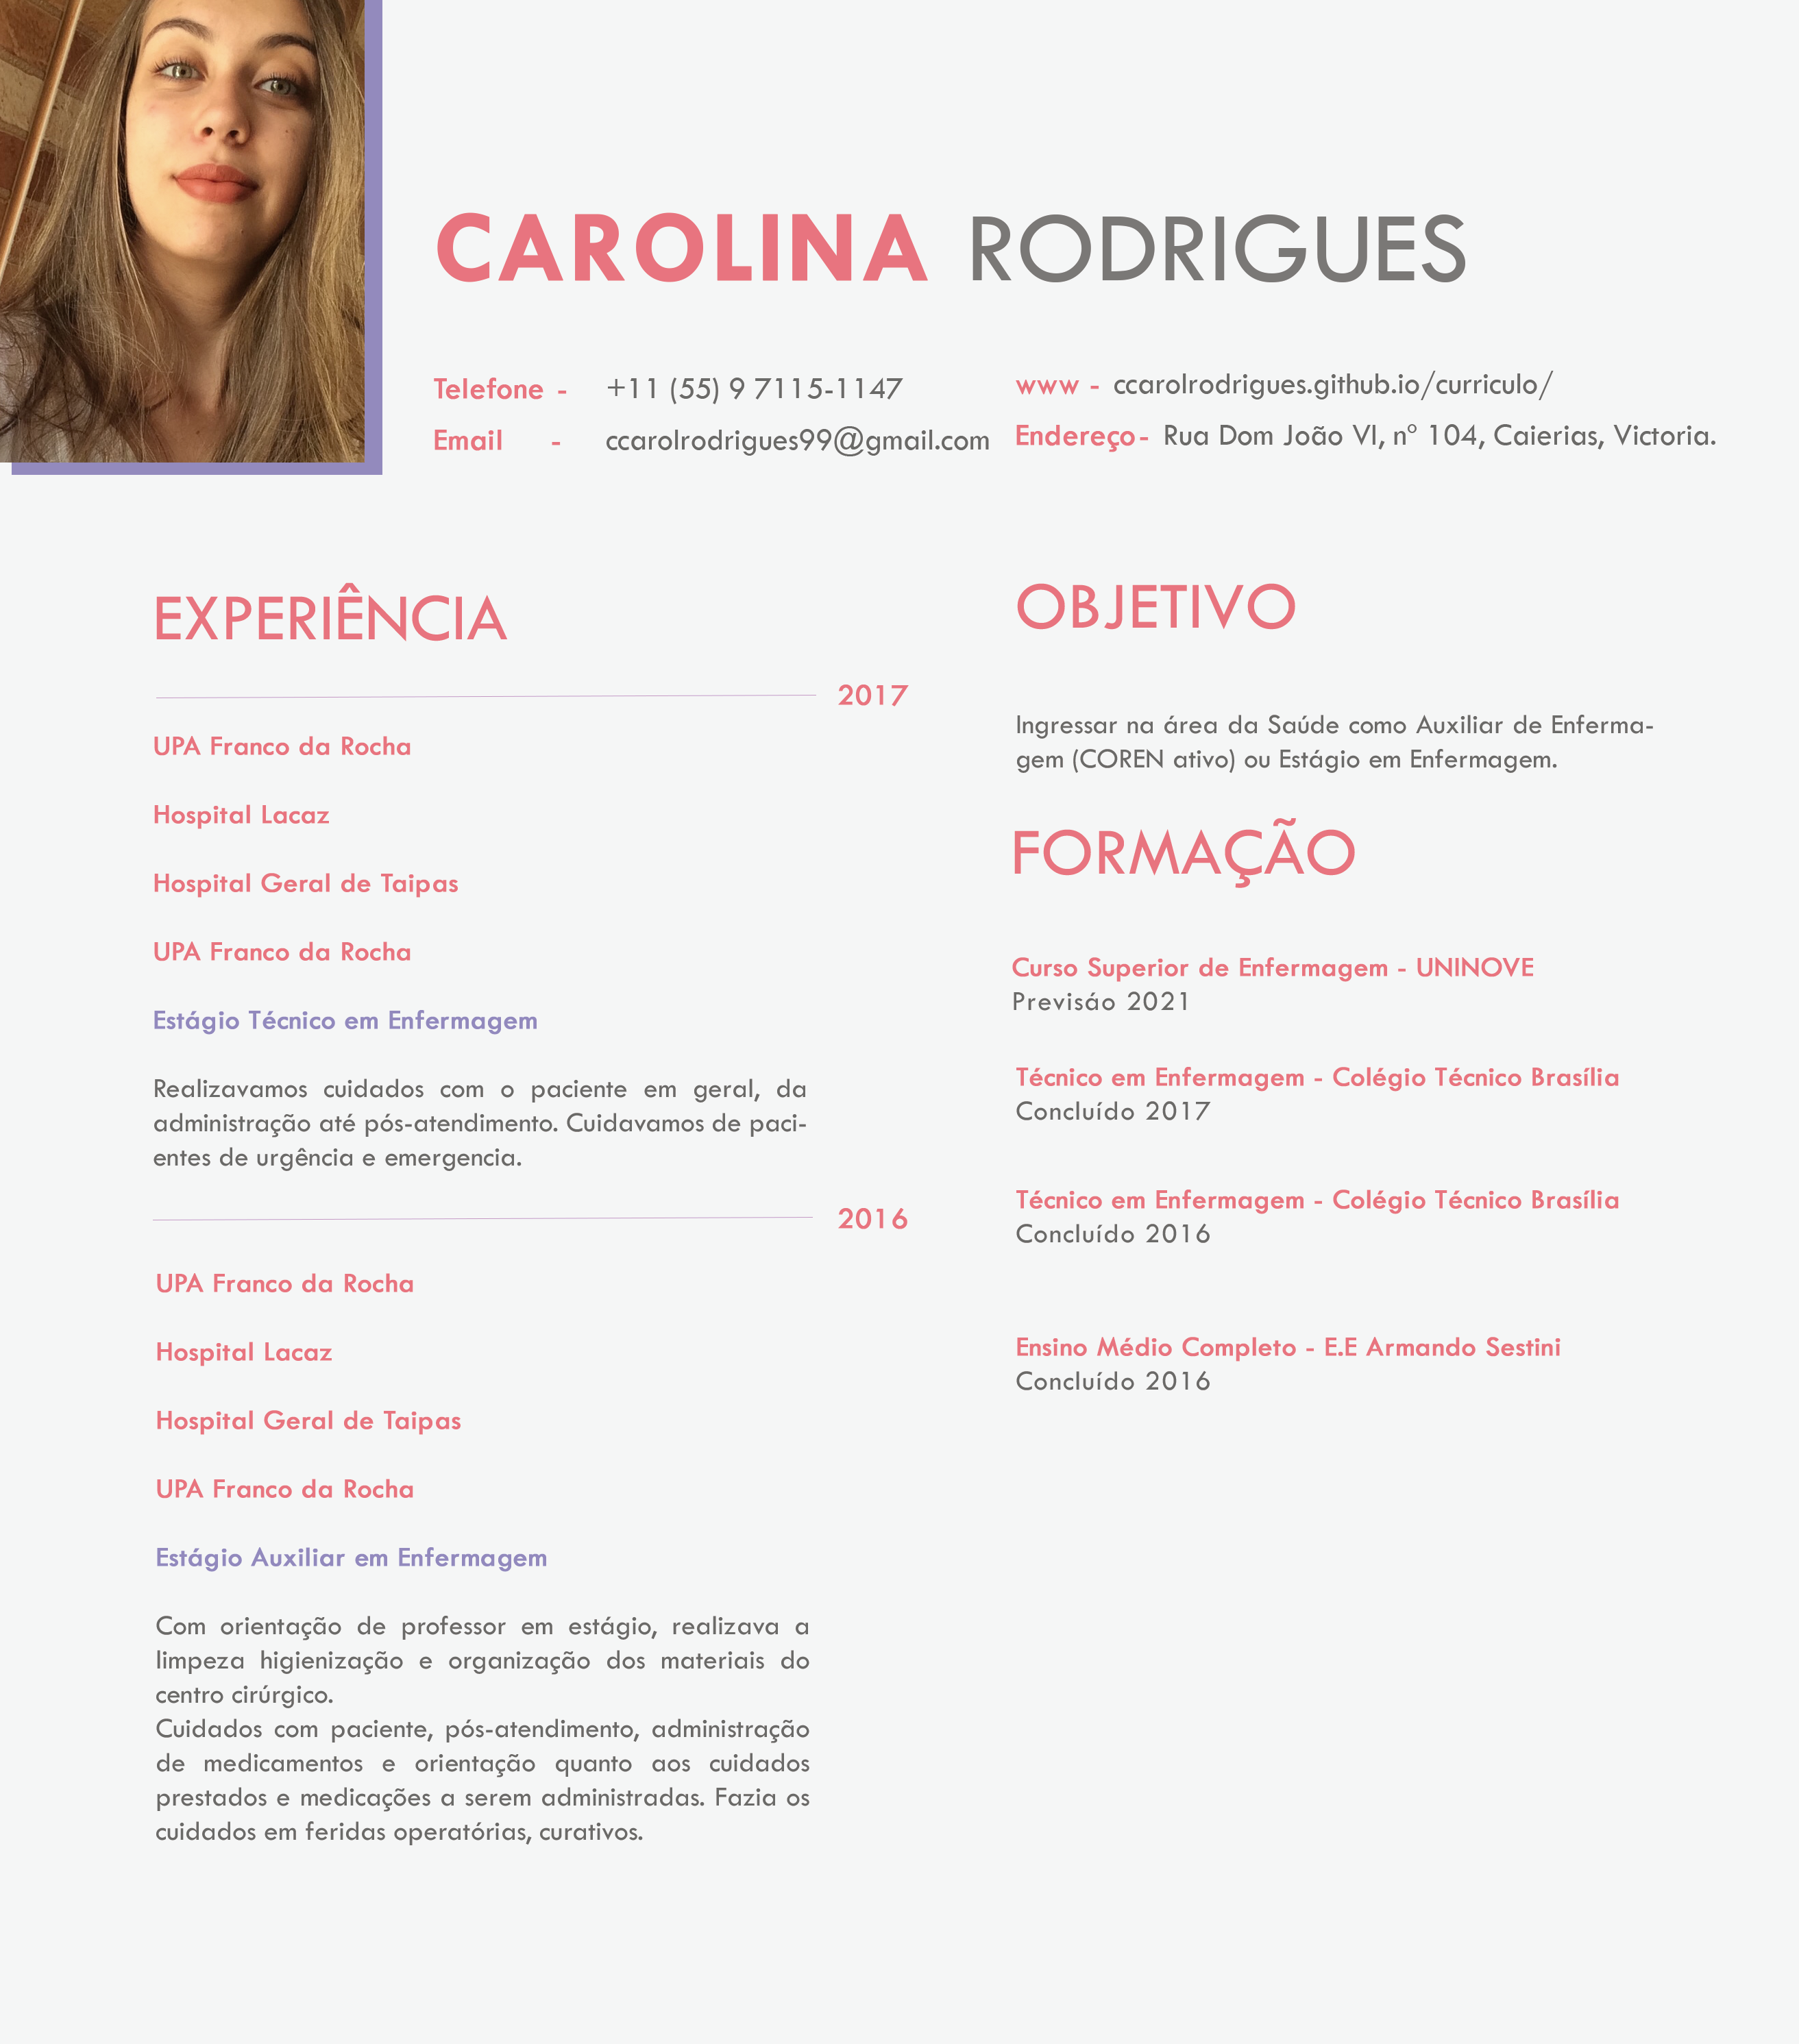 CAROLINA RODRIGUES
Telefone - +11 (55) 9 7115-1147
Email - ccarolrodrigues99@gmail.com
www - ccarolrodrigues.github.io/curriculo/
Endereço- Rua Dom João VI, nº 104, Caierias, Victoria.
EXPERIÊNCIA
2017
UPA Franco da Rocha
Hospital Lacaz
Hospital Geral de Taipas
UPA Franco da Rocha
Estágio Técnico em Enfermagem
Realizavamos cuidados com o paciente em geral, da
administração até pós-atendimento. Cuidavamos de paci-
entes de urgência e emergencia.
2016
UPA Franco da Rocha
Hospital Lacaz
Hospital Geral de Taipas
UPA Franco da Rocha
Estágio Auxiliar em Enfermagem
Com orientação de professor em estágio, realizava a
limpeza higienização e organização dos materiais do
centro cirúrgico.
Cuidados com paciente, pós-atendimento, administração
de medicamentos e orientação quanto aos cuidados
prestados e medicações a serem administradas. Fazia os
cuidados em feridas operatórias, curativos.
OBJETIVO
Ingressar na área da Saúde como Auxiliar de Enferma-
gem (COREN ativo) ou Estágio em Enfermagem.
FORMAÇÃO
Curso Superior de Enfermagem - UNINOVE
Previsáo 2021
Técnico em Enfermagem - Colégio Técnico Brasília
Concluído 2017
Técnico em Enfermagem - Colégio Técnico Brasília
Concluído 2016
Ensino Médio Completo - E.E Armando Sestini
Concluído 2016